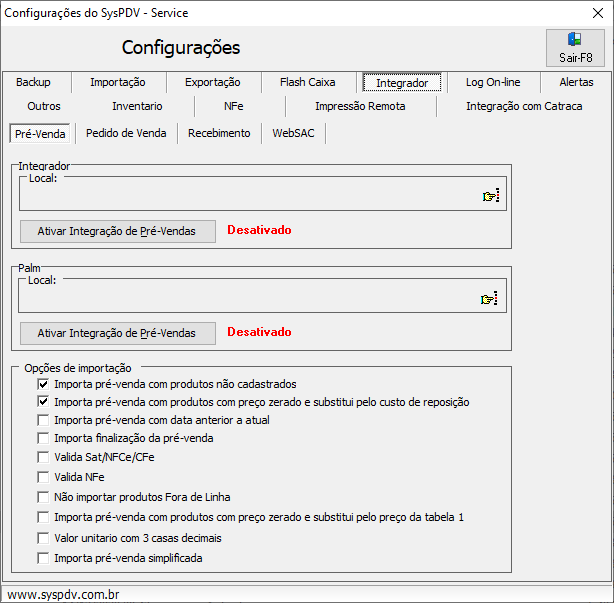 Configurações do SysPDV - Service
Configurações
Sair-F8
Backup Importação Exportação Flash Caixa Integrador Log On-line Alertas
Outros Inventario NFe Impressão Remota Integração com Catraca
Pré-Venda Pedido de Venda Recebimento WebSAC
Integrador
Local:
Ativar Integração de Pré-Vendas Desativado
Palm
Local:
Ativar Integração de Pré-Vendas Desativado
Opções de importação
Importa pré-venda com produtos não cadastrados
Importa pré-venda com produtos com preço zerado e substitui pelo custo de reposição
Importa pré-venda com data anterior a atual
Importa finalização da pré-venda
Valida Sat/NFCe/CFe
Valida NFe
Não importar produtos Fora de Linha
Importa pré-venda com produtos com preço zerado e substitui pelo preço da tabela 1
Valor unitario com 3 casas decimais
Importa pré-venda simplificada
www.syspdv.com.br